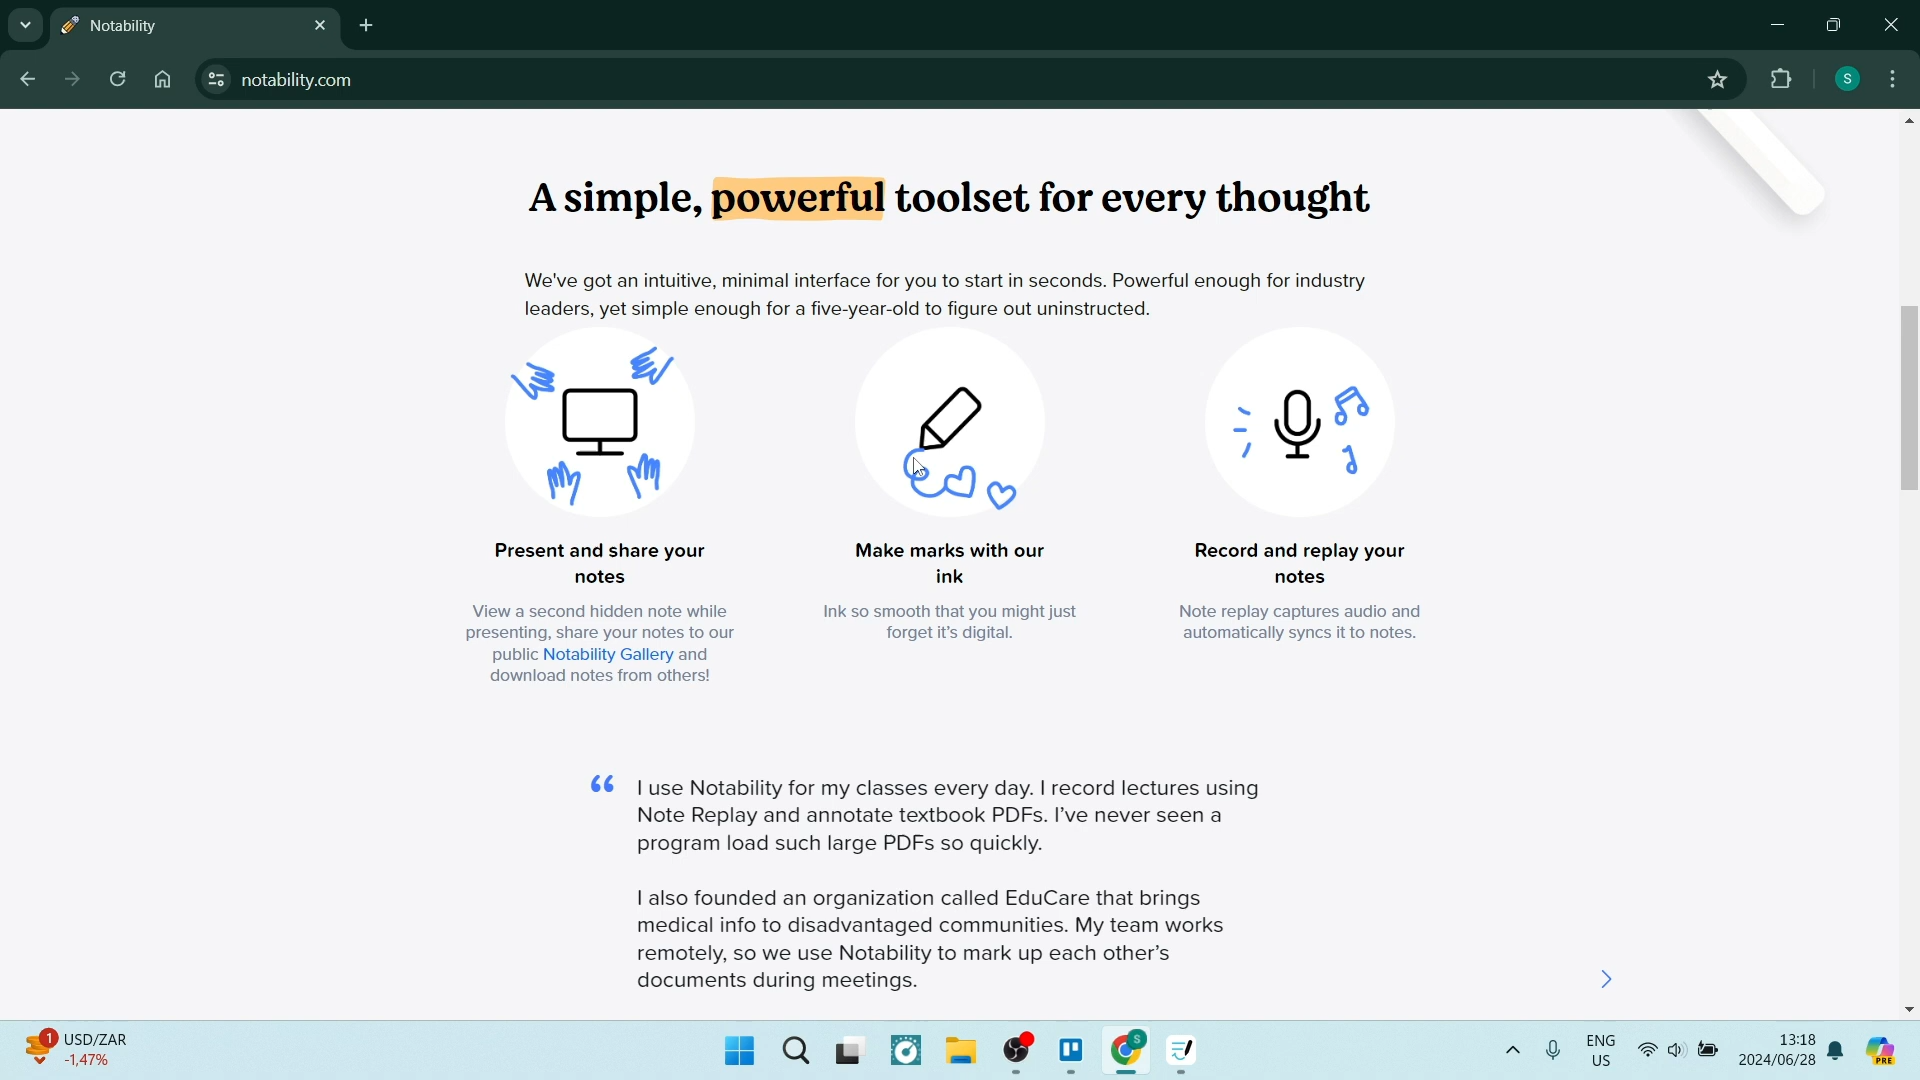 Notability
notability.com
S
A simple, powerful toolset for every thought
We've got an intuitive, minimal interface for you to start in seconds. Powerful enough for industry
leaders, yet simple enough for a five-year-old to figure out uninstructed.
Present and share your
notes
View a second hidden note while
presenting, share your notes to our
public Notability Gallery and
download notes from others!
Make marks with our
ink
Ink so smooth that you might just
forget it's digital.
Record and replay your
notes
Note replay captures audio and
automatically syncs it to notes.
“ I use Notability for my classes every day. I record lectures using
Note Replay and annotate textbook PDFs. I've never seen a
program load such large PDFs so quickly.
I also founded an organization called EduCare that brings
medical info to disadvantaged communities. My team works
remotely, so we use Notability to mark up each other's
documents during meetings.
1
USD/ZAR
-1,47%
S
ENG
US
13:18
2024/06/28
PRE